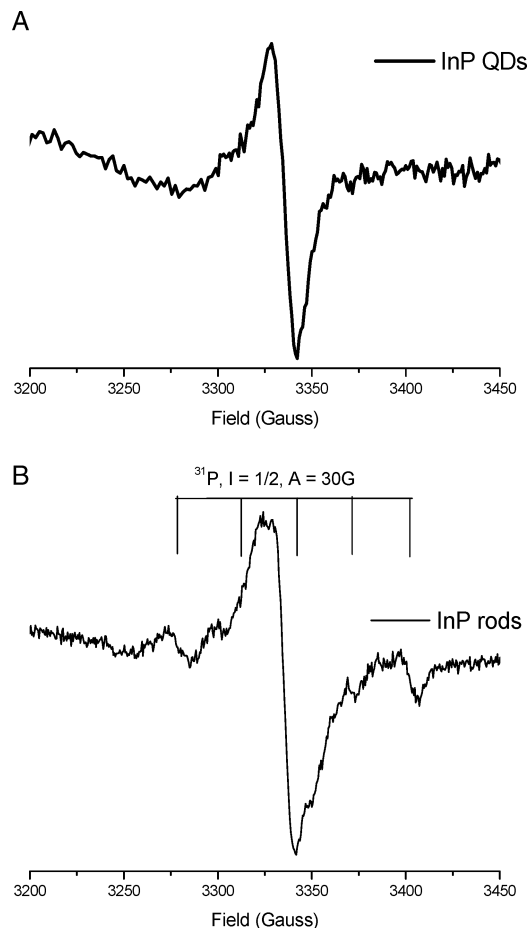 A
InP QDs
3200 3250 3300 3350 3400 3450
Field (Gauss)
B
³¹P, I = 1/2, A = 30G
InP rods
3200 3250 3300 3350 3400 3450
Field (Gauss)